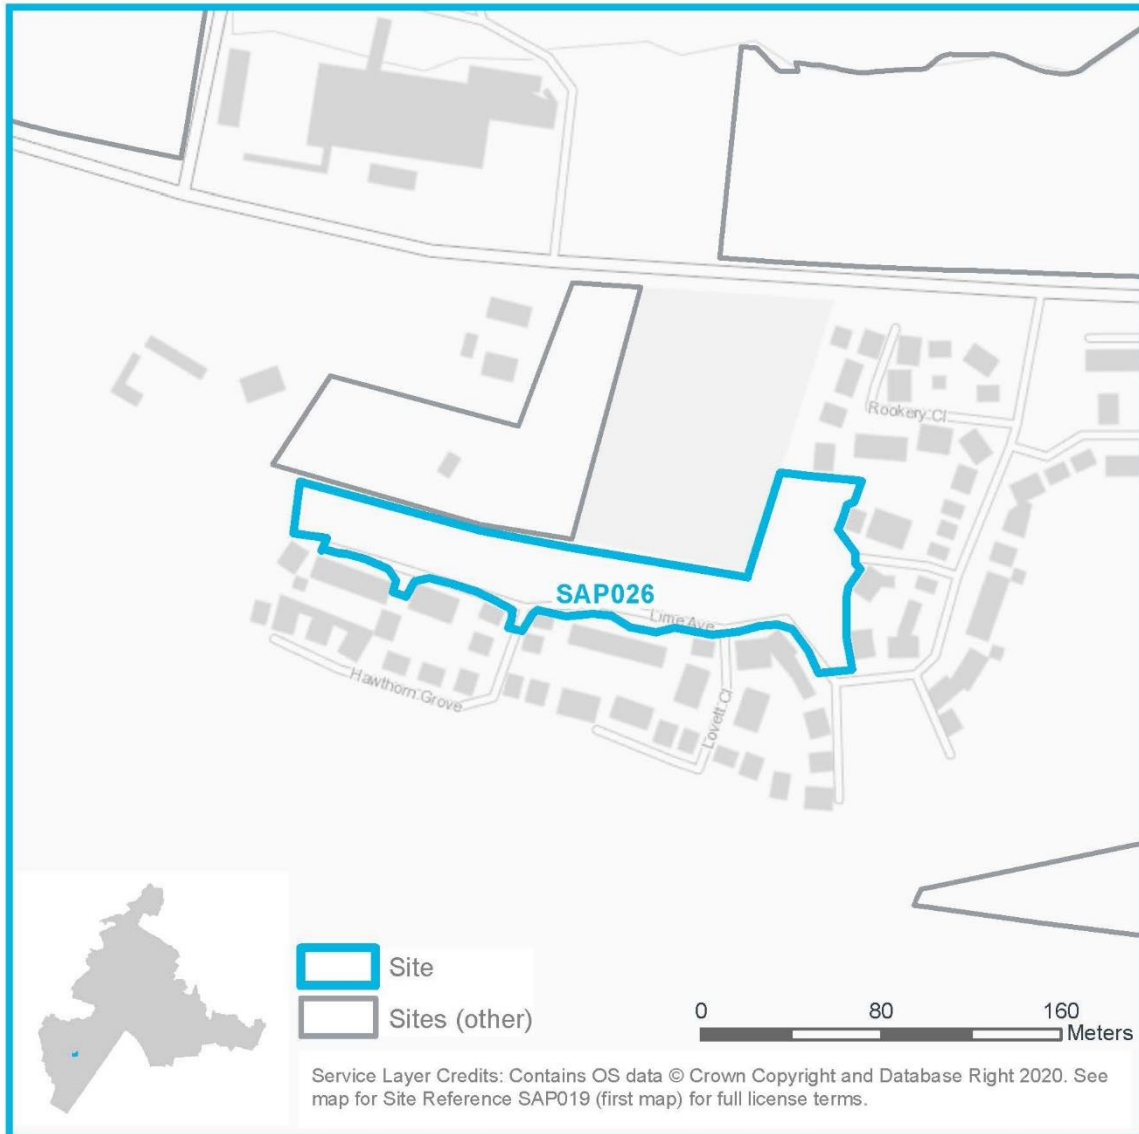 Rookery Cl
SAP026
Lime Ave
Hawthorn Grove
Lovett Cl
Site
Sites (other)
0 80 160
Meters
Service Layer Credits: Contains OS data © Crown Copyright and Database Right 2020. See
map for Site Reference SAP019 (first map) for full license terms.